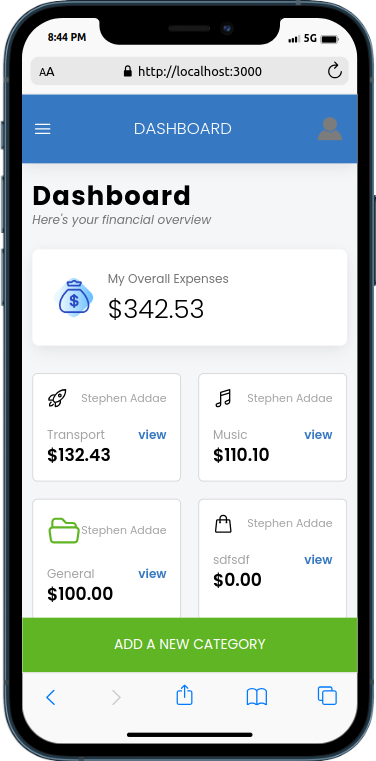 8:44 PM
5G
AA
http://localhost:3000
DASHBOARD
Dashboard
Here's your financial overview
My Overall Expenses
$342.53
Stephen Addae
Transport view
$132.43
Stephen Addae
Music view
$110.10
Stephen Addae
General view
$100.00
Stephen Addae
sdfsdf view
$0.00
ADD A NEW CATEGORY